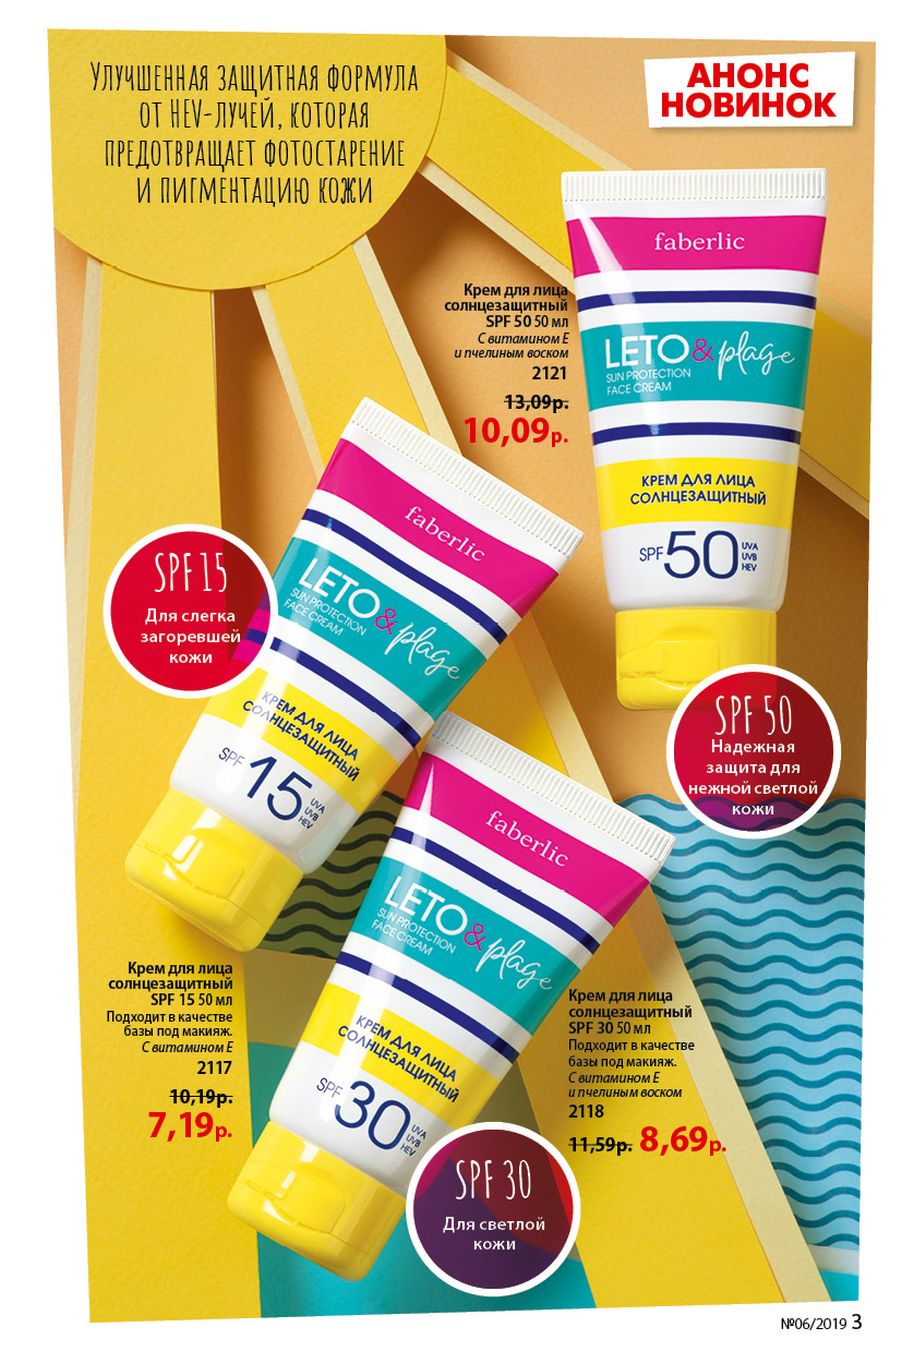 Улучшенная защитная формула
от HEV-лучей, которая
предотвращает фотостарение
и пигментацию кожи
АНОНС
НОВИНОК
faberlic
LETO & plage
SUN PROTECTION
FACE CREAM
КРЕМ ДЛЯ ЛИЦА
СОЛНЦЕЗАЩИТНЫЙ
SPF 50 UVA
UVB
HEV
Крем для лица
солнцезащитный
SPF 50 50 мл
С витамином Е
и пчелиным воском
2121
13,09р.
10,09р.
faberlic
LETO & plage
SUN PROTECTION
FACE CREAM
КРЕМ ДЛЯ ЛИЦА
СОЛНЦЕЗАЩИТНЫЙ
SPF 15 UVA
UVB
HEV
SPF 15
Для слегка
загоревшей
кожи
SPF 50
Надежная
защита для
нежной светлой
кожи
faberlic
LETO & plage
SUN PROTECTION
FACE CREAM
КРЕМ ДЛЯ ЛИЦА
СОЛНЦЕЗАЩИТНЫЙ
SPF 30 UVA
UVB
HEV
Крем для лица
солнцезащитный
SPF 15 50 мл
Подходит в качестве
базы под макияж.
С витамином Е
2117
10,19р.
7,19р.
Крем для лица
солнцезащитный
SPF 30 50 мл
Подходит в качестве
базы под макияж.
С витамином Е
и пчелиным воском
2118
11,59р. 8,69р.
SPF 30
Для светлой
кожи
№06/2019 3